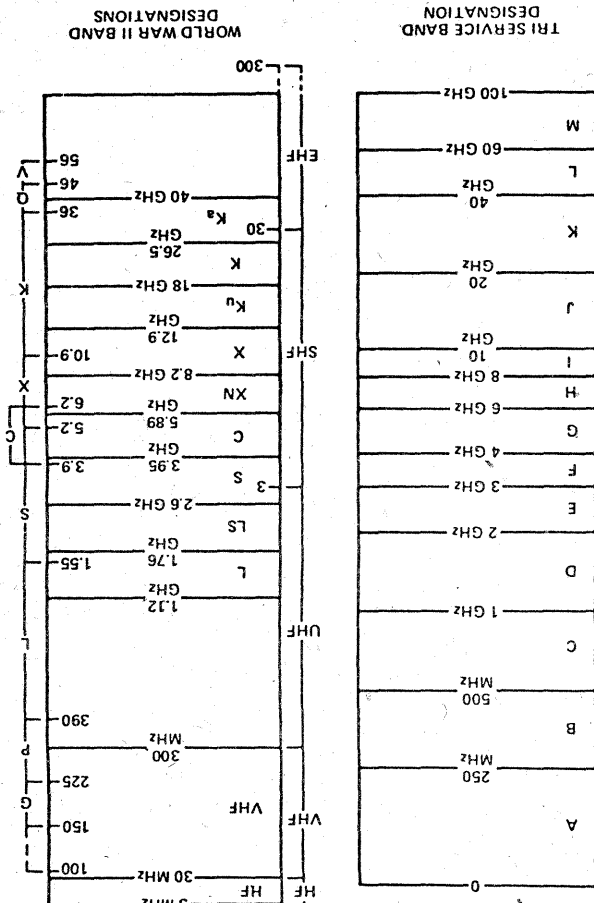 0
A
250
MHz
B
500
MHz
C
1 GHz
D
2 GHz
E
3 GHz
F
4 GHz
G
6 GHz
H
8 GHz
I
10
GHz
J
20
GHz
K
40
GHz
L
60 GHz
M
100 GHz
TRI SERVICE BAND
DESIGNATION
HF
VHF
UHF
3
SHF
30
EHF
300
HF
30 MHz
VHF
300
MHz
1.12
GHz
L
1.76
GHz
LS
2.6 GHz
S
3.95
GHz
C
5.89
GHz
XN
8.2 GHz
X
12.9
GHz
Ku
18 GHz
K
26.5
GHz
Ka
40 GHz
100
150
G
225
P
390
L
1.55
S
3.9
C
5.2
6.2
X
10.9
K
36
Q
46
V
56
WORLD WAR II BAND
DESIGNATIONS